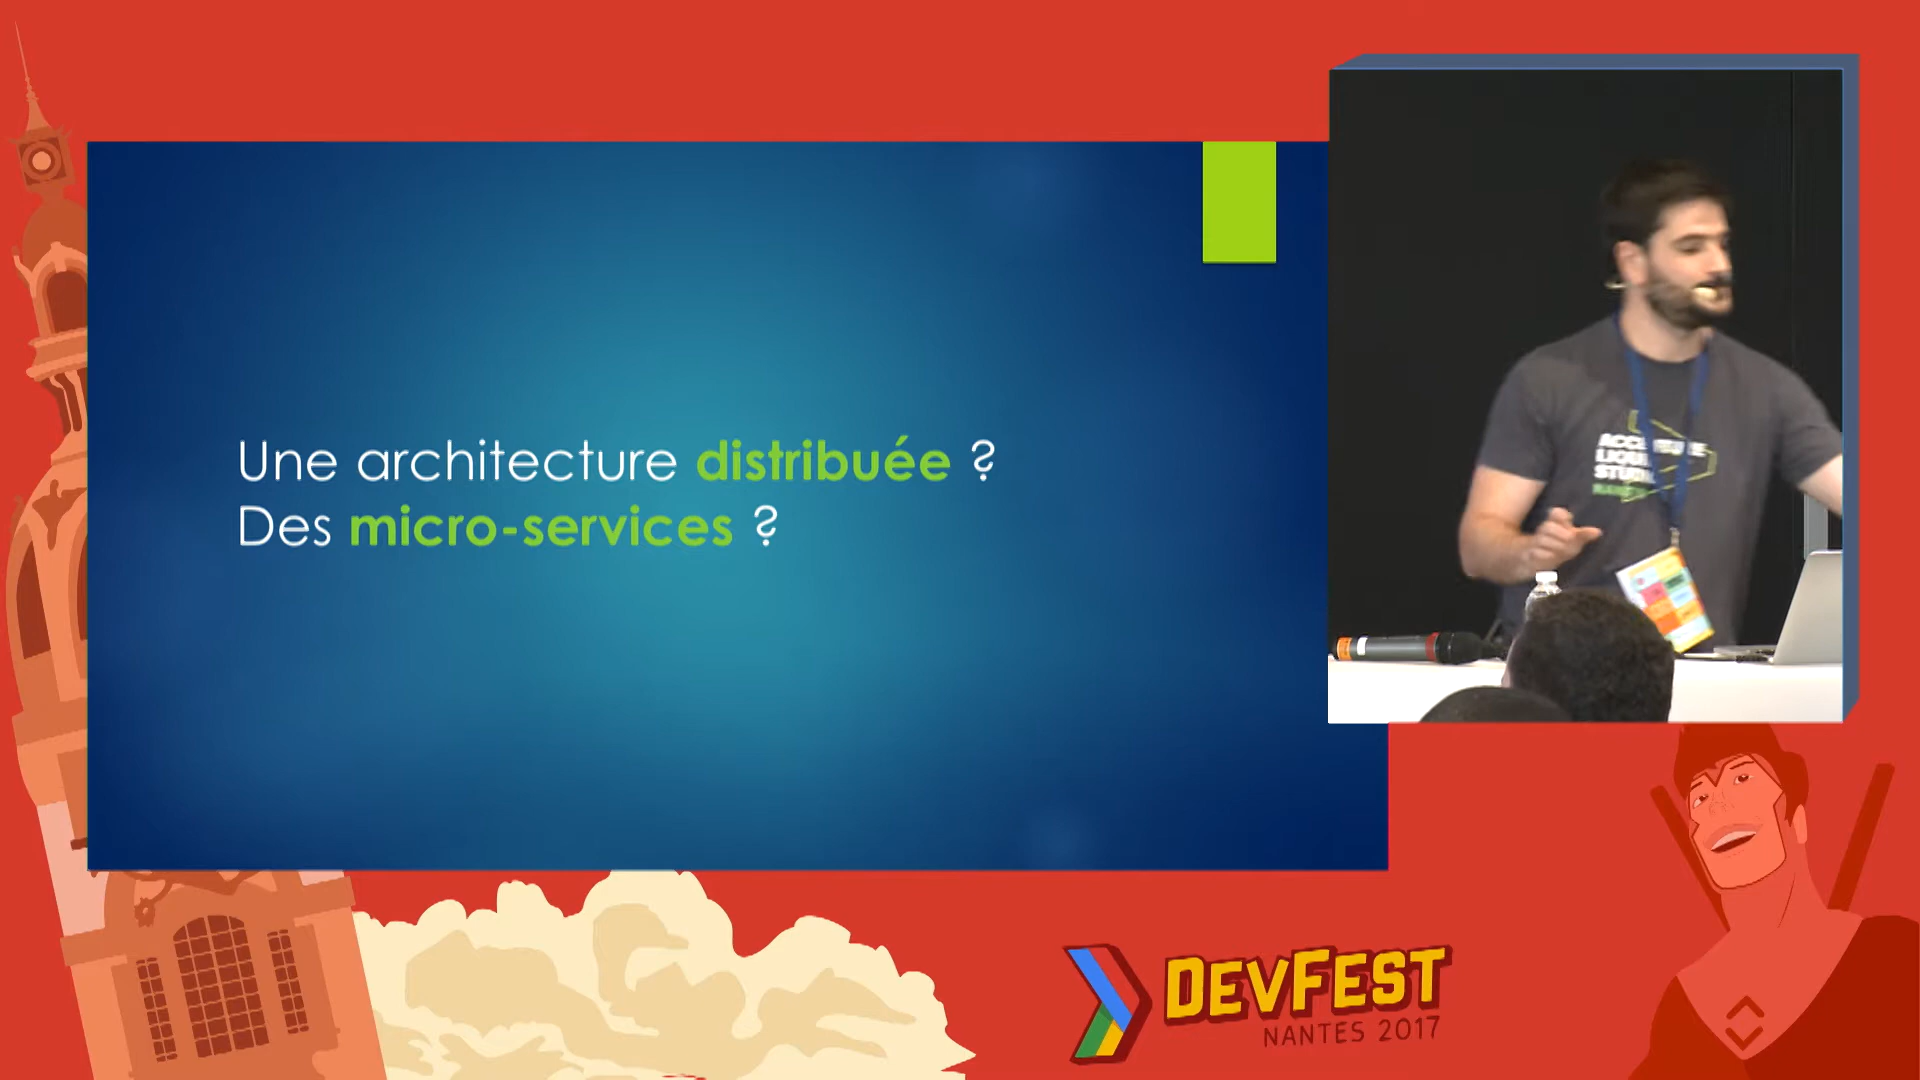 Une architecture distribuée ?
Des micro-services ?
DEVFEST
NANTES 2017